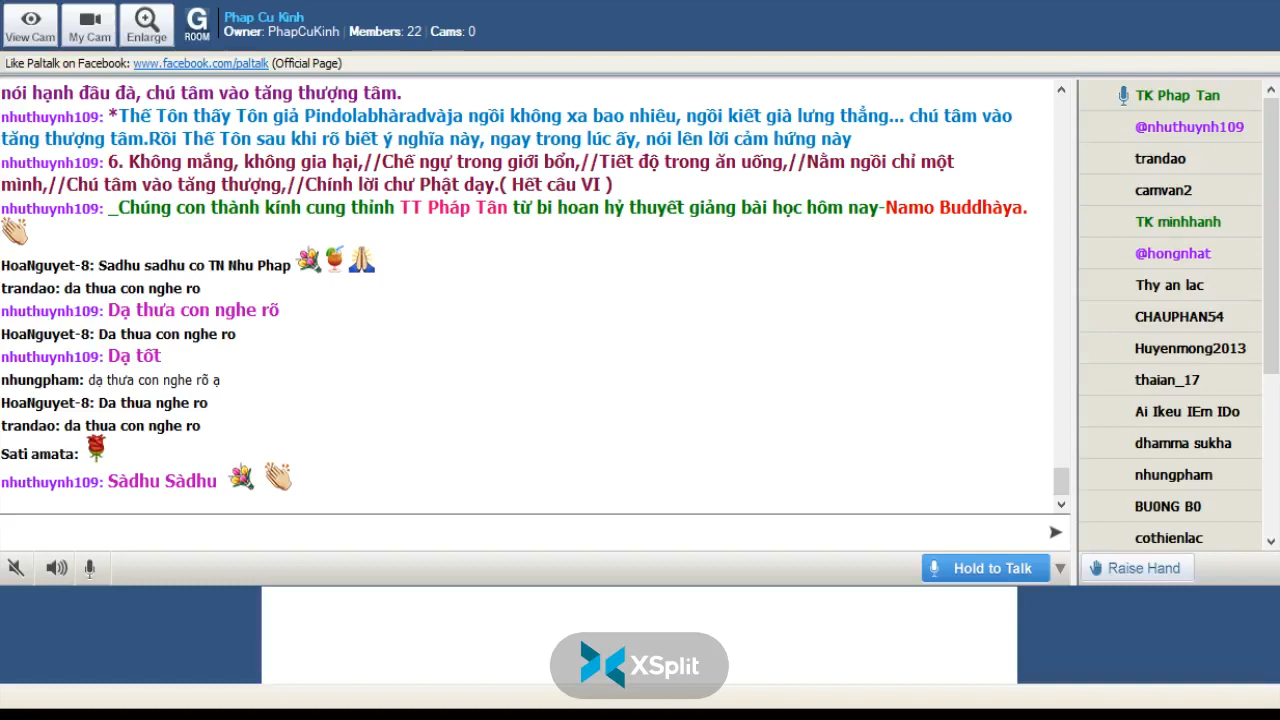 View Cam
My Cam
Enlarge
G
ROOM
Phap Cu Kinh
Owner: PhapCuKinh | Members: 22 | Cams: 0
Like Paltalk on Facebook: www.facebook.com/paltalk (Official Page)
nói hạnh đầu đà, chú tâm vào tăng thượng tâm.
nhuthuynh109: *Thế Tôn thấy Tôn giả Pindolabhàradvàja ngồi không xa bao nhiêu, ngồi kiết già lưng thẳng... chú tâm vào
tăng thượng tâm.Rồi Thế Tôn sau khi rõ biết ý nghĩa này, ngay trong lúc ấy, nói lên lời cảm hứng này
nhuthuynh109: 6. Không mắng, không gia hại,//Chế ngự trong giới bổn,//Tiết độ trong ăn uống,//Nằm ngồi chỉ một
mình,//Chú tâm vào tăng thượng,//Chính lời chư Phật dạy.( Hết câu VI )
nhuthuynh109: _Chúng con thành kính cung thỉnh TT Pháp Tân từ bi hoan hỷ thuyết giảng bài học hôm nay-Namo Buddhàya.
HoaNguyet-8: Sadhu sadhu co TN Nhu Phap
trandao: da thua con nghe ro
nhuthuynh109: Dạ thưa con nghe rõ
HoaNguyet-8: Da thua con nghe ro
nhuthuynh109: Dạ tốt
nhungpham: dạ thưa con nghe rõ ạ
HoaNguyet-8: Da thua nghe ro
trandao: da thua con nghe ro
Sati amata:
nhuthuynh109: Sàdhu Sàdhu
TK Phap Tan
@nhuthuynh109
trandao
camvan2
TK minhhanh
@hongnhat
Thy an lac
CHAUPHAN54
Huyenmong2013
thaian_17
Ai Ikeu IEm IDo
dhamma sukha
nhungpham
BU0NG B0
cothienlac
Hold to Talk
Raise Hand
XSplit